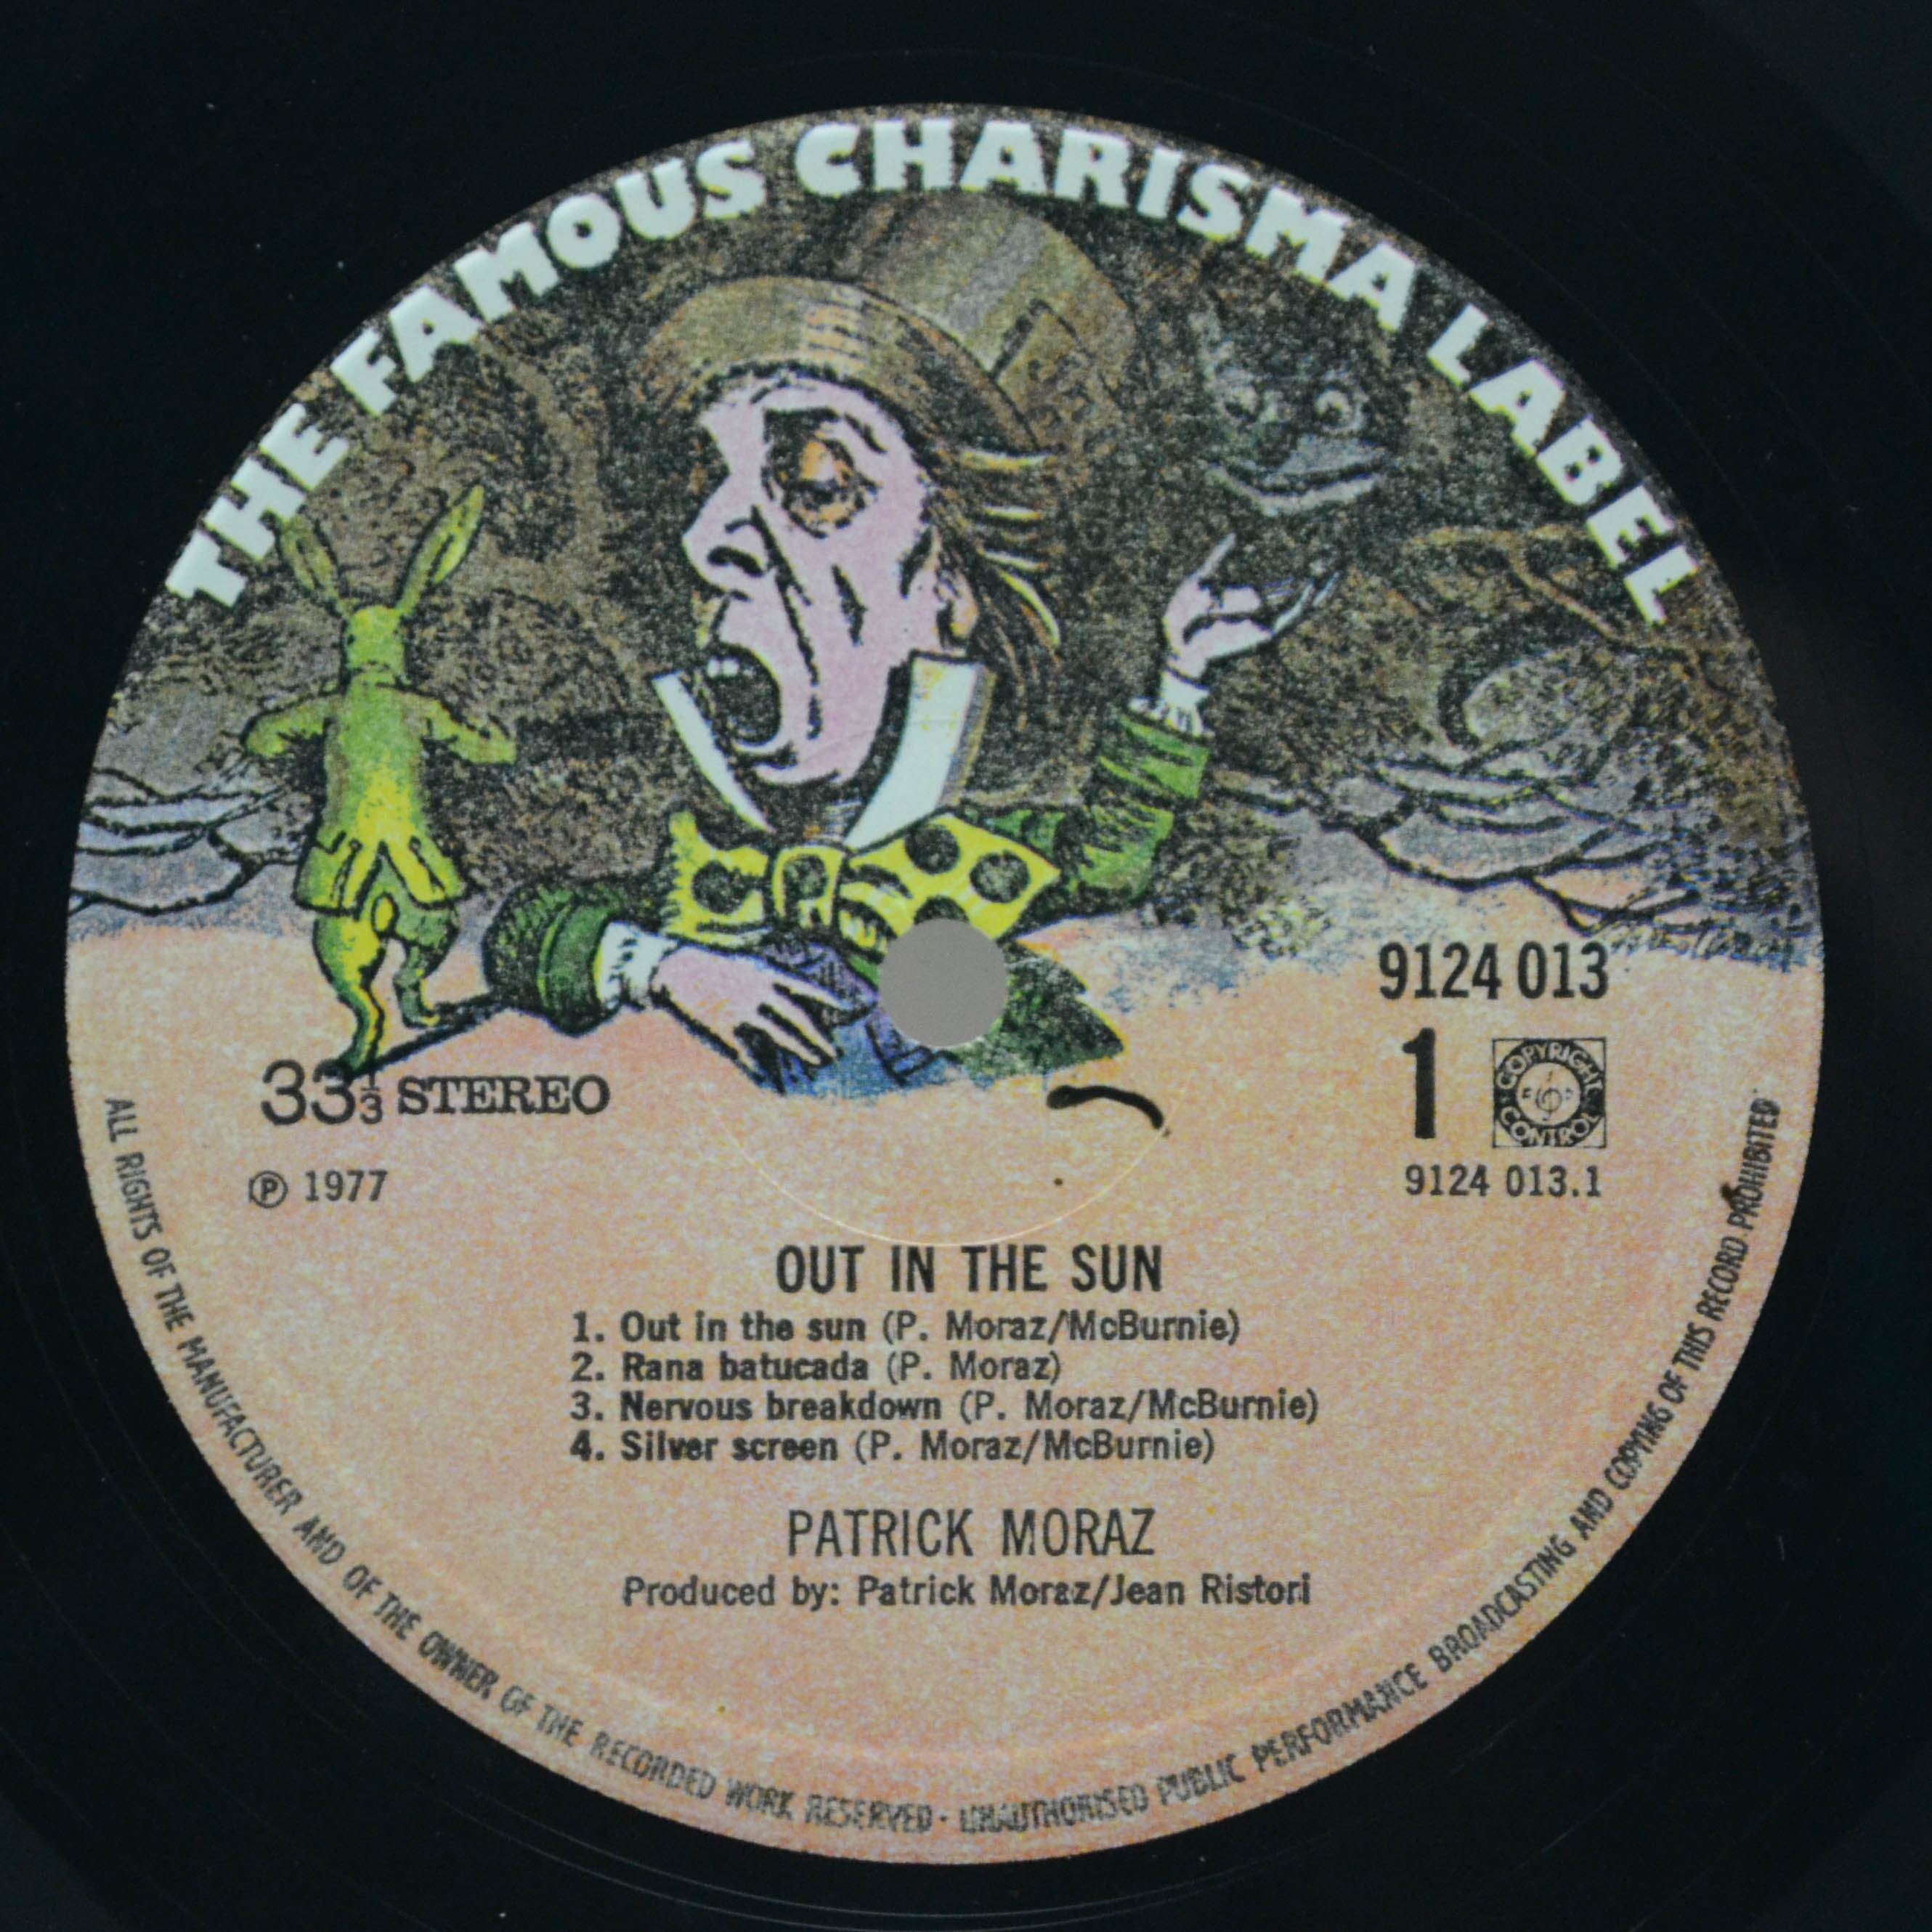 THE FAMOUS CHARISMA LABEL
9124 013
33⅓ STEREO
1
COPYRIGHT CONTROL
℗ 1977
9124 013.1
OUT IN THE SUN
1. Out in the sun (P. Moraz/McBurnie)
2. Rana batucada (P. Moraz)
3. Nervous breakdown (P. Moraz/McBurnie)
4. Silver screen (P. Moraz/McBurnie)
PATRICK MORAZ
Produced by: Patrick Moraz/Jean Ristori
ALL RIGHTS OF THE MANUFACTURER AND OF THE OWNER OF THE RECORDED WORK RESERVED · UNAUTHORISED PUBLIC PERFORMANCE BROADCASTING AND COPYING OF THIS RECORD PROHIBITED